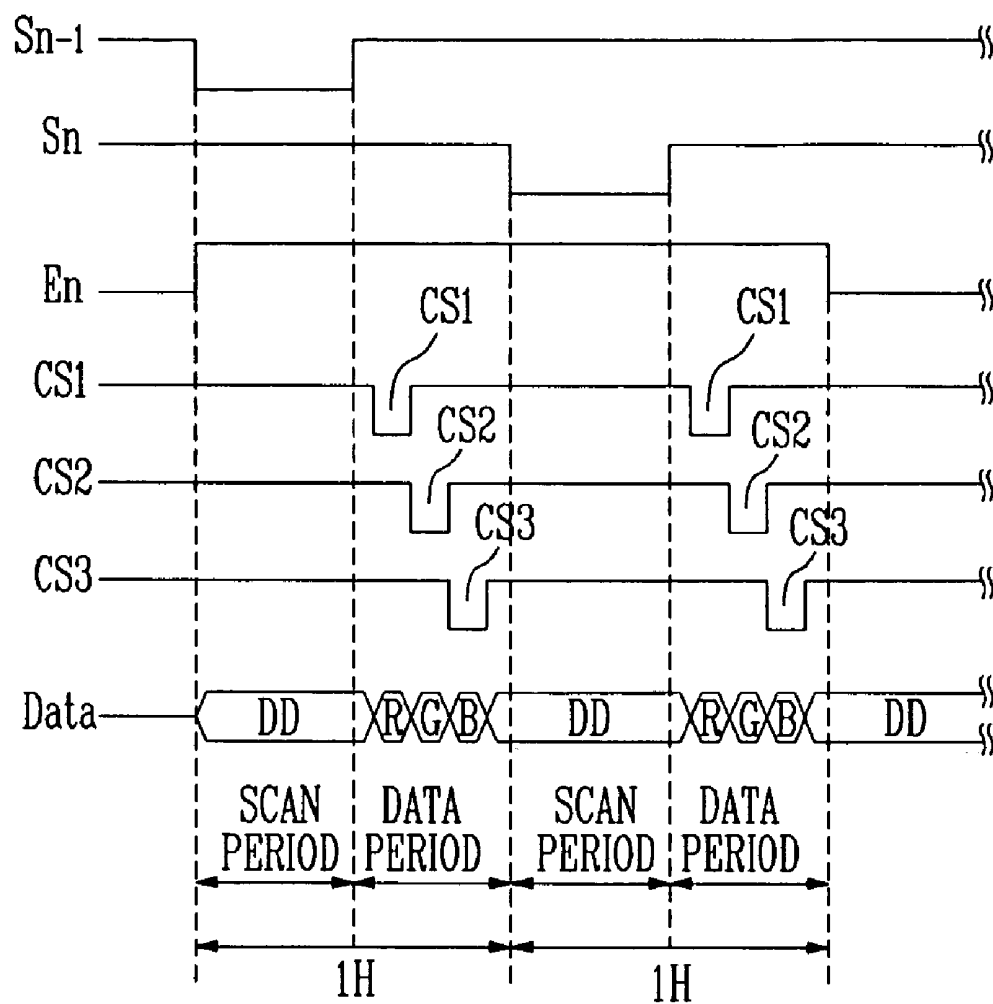 Sn-1
Sn
En
CS1 CS1
CS1
CS2 CS2
CS2
CS3 CS3
CS3
Data DD R G B DD R G B DD
SCAN PERIOD DATA PERIOD SCAN PERIOD DATA PERIOD
1H 1H